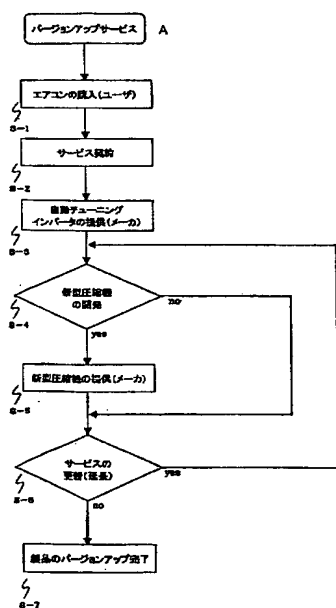 バージョンアップサービス
A
エアコンの購入(ユーザ)
S-1
サービス契約
S-2
自動チューニング
インバータの提供(メーカ)
S-3
新型圧縮機
の開発
no
S-4
yes
新型圧縮機の提供(メーカ)
S-5
サービスの
更新(延長)
yes
S-6
no
製品のバージョンアップ完了
S-7